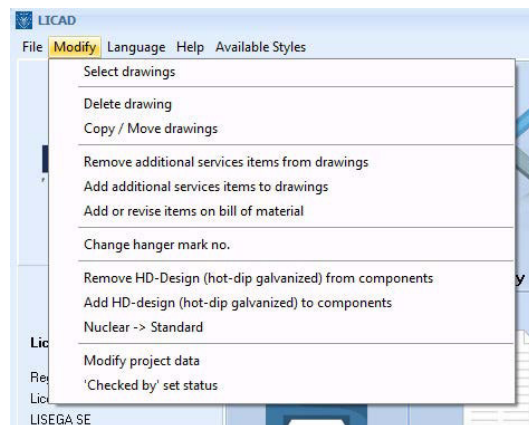 LICAD
File Modify Language Help Available Styles
Select drawings
Delete drawing
Copy / Move drawings
Remove additional services items from drawings
Add additional services items to drawings
Add or revise items on bill of material
Change hanger mark no.
Remove HD-Design (hot-dip galvanized) from components
Add HD-design (hot-dip galvanized) to components
Nuclear -> Standard
Modify project data
'Checked by' set status
LISEGA SE